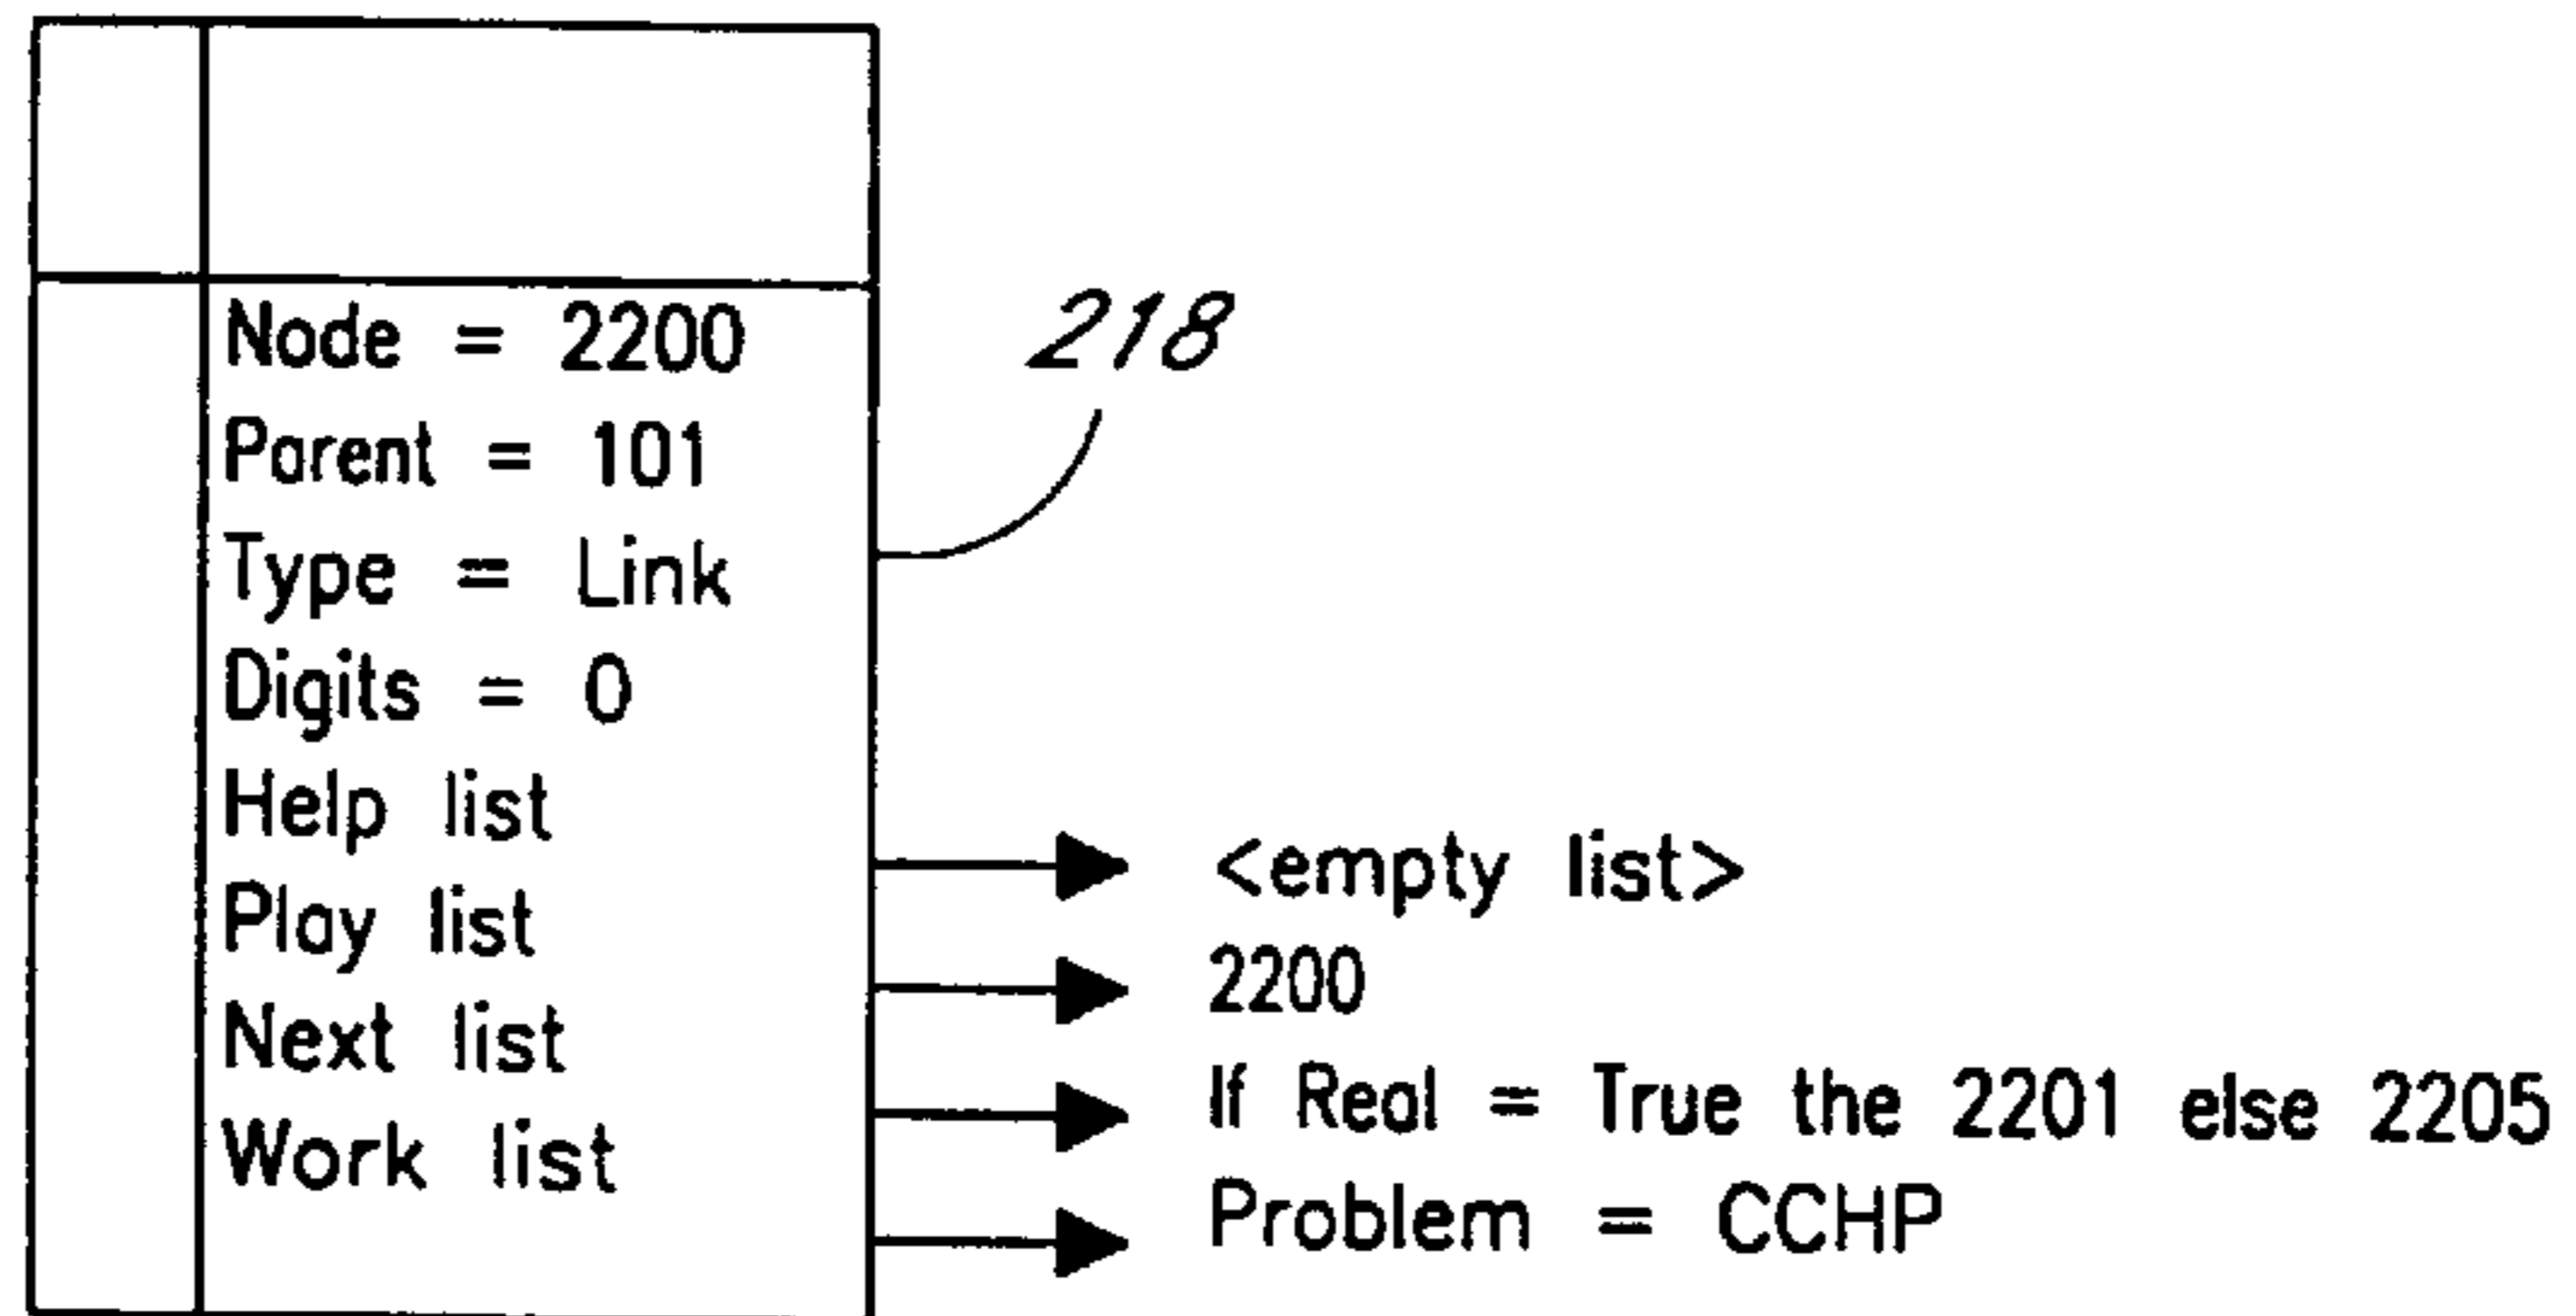 Node = 2200
218
Parent = 101
Type = Link
Digits = 0
Help list
<empty list>
Play list
2200
Next list
If Real = True the 2201 else 2205
Work list
Problem = CCHP